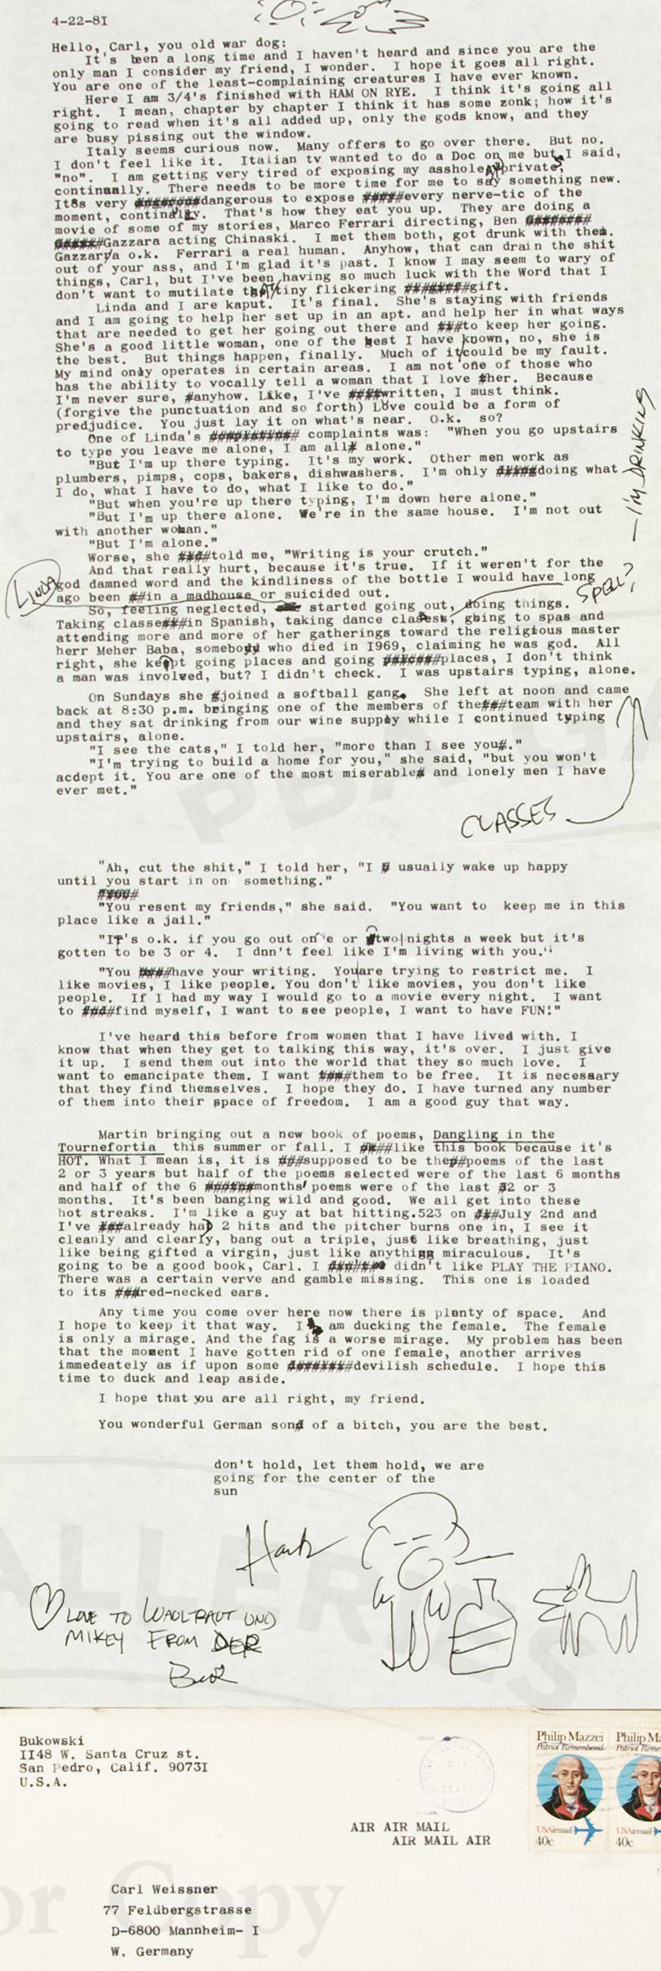 4-22-8I
Hello, Carl, you old war dog:
It's been a long time and I haven't heard and since you are the
only man I consider my friend, I wonder. I hope it goes all right.
You are one of the least-complaining creatures I have ever known.
Here I am 3/4's finished with HAM ON RYE. I think it's going all
right. I mean, chapter by chapter I think it has some zonk; how it's
going to read when it's all added up, only the gods know, and they
are busy pissing out the window.
Italy seems curious now. Many offers to go over there. But no.
I don't feel like it. Italian tv wanted to do a Doc on me but I said,
"no". I am getting very tired of exposing my asshole, privates,
continually. There needs to be more time for me to say something new.
It8s very ########dangerous to expose ####every nerve-tic of the
moment, continally. That's how they eat you up. They are doing a
movie of some of my stories, Marco Ferrari directing, Ben ########
#####Gazzara acting Chinaski. I met them both, got drunk with them.
Gazzara o.k. Ferrari a real human. Anyhow, that can drain the shit
out of your ass, and I'm glad it's past. I know I may seem to wary of
things, Carl, but I've been having so much luck with the Word that I
don't want to mutilate the tiny flickering #######gift.
Linda and I are kaput. It's final. She's staying with friends
and I am going to help her set up in an apt. and help her in what ways
that are needed to get her going out there and ###to keep her going.
She's a good little woman, one of the best I have known, no, she is
the best. But things happen, finally. Much of it could be my fault.
My mind only operates in certain areas. I am not one of those who
has the ability to vocally tell a woman that I love #her. Because
I'm never sure, #anyhow. Like, I've ####written, I must think.
(forgive the punctuation and so forth) Love could be a form of
predjudice. You just lay it on what's near. O.k. so?
One of Linda's ########## complaints was: "When you go upstairs
to type you leave me alone, I am all# alone."
"But I'm up there typing. It's my work. Other men work as
plumbers, pimps, cops, bakers, dishwashers. I'm ohly #####doing what
I do, what I have to do, what I like to do."
"But when you're up there typing, I'm down here alone."
"But I'm up there alone. We're in the same house. I'm not out
with another woman."
"But I'm alone."
Worse, she ####told me, "Writing is your crutch."
And that really hurt, because it's true. If it weren't for the
god damned word and the kindliness of the bottle I would have long
ago been ##in a madhouse or suicided out.
LINDA
So, feeling neglected, started going out, doing things.
Taking classe###in Spanish, taking dance classes, going to spas and
attending more and more of her gatherings toward the religious master
herr Meher Baba, somebody who died in I969, claiming he was god. All
right, she kept going places and going ######places, I don't think
a man was involved, but? I didn't check. I was upstairs typing, alone.
On Sundays she #joined a softball gang. She left at noon and came
back at 8:30 p.m. bringing one of the members of the###team with her
and they sat drinking from our wine supply while I continued typing
upstairs, alone.
"I see the cats," I told her, "more than I see you#."
"I'm trying to build a home for you," she said, "but you won't
acdept it. You are one of the most miserable# and lonely men I have
ever met."
— I'M DRINKING
SPELL?
CLASSES
"Ah, cut the shit," I told her, "I # usually wake up happy
until you start in on something."
"You resent my friends," she said. "You want to keep me in this
place like a jail."
"IT's o.k. if you go out one or #two nights a week but it's
gotten to be 3 or 4. I dnn't feel like I'm living with you."
"You ####have your writing. You are trying to restrict me. I
like movies, I like people. You don't like movies, you don't like
people. If I had my way I would go to a movie every night. I want
to ####find myself, I want to see people, I want to have FUN!"
I've heard this before from women that I have lived with. I
know that when they get to talking this way, it's over. I just give
it up. I send them out into the world that they so much love. I
want to emancipate them. I want ####them to be free. It is necessary
that they find themselves. I hope they do. I have turned any number
of them into their space of freedom. I am a good guy that way.
Martin bringing out a new book of poems, Dangling in the
Tournefortia this summer or fall. I ####like this book because it's
HOT. What I mean is, it is ###supposed to be the##poems of the last
2 or 3 years but half of the poems selected were of the last 6 months
and half of the 6 ######months' poems were of the last #2 or 3
months. It's been banging wild and good. We all get into these
hot streaks. I'm like a guy at bat hitting.523 on ###July 2nd and
I've ###already had 2 hits and the pitcher burns one in, I see it
cleanly and clearly, bang out a triple, just like breathing, just
like being gifted a virgin, just like anything miraculous. It's
going to be a good book, Carl. I ####### didn't like PLAY THE PIANO.
There was a certain verve and gamble missing. This one is loaded
to its ###red-necked ears.
Any time you come over here now there is plenty of space. And
I hope to keep it that way. I am ducking the female. The female
is only a mirage. And the fag is a worse mirage. My problem has been
that the moment I have gotten rid of one female, another arrives
immedeately as if upon some ########devilish schedule. I hope this
time to duck and leap aside.
I hope that you are all right, my friend.
You wonderful German son# of a bitch, you are the best.
don't hold, let them hold, we are
going for the center of the
sun
Hank
LOVE TO WAOLTRAUT UND
MIKEY FROM DER
Buk
Bukowski
II48 W. Santa Cruz st.
San Pedro, Calif. 9073I
U.S.A.
AIR AIR MAIL
AIR MAIL AIR
Philip Mazzei
Patriot Remembered
USAirmail
40c
Philip Ma
Patriot Reme
USAirmail
40c
Carl Weissner
77 Feldbergstrasse
D-6800 Mannheim- I
W. Germany
or Copy